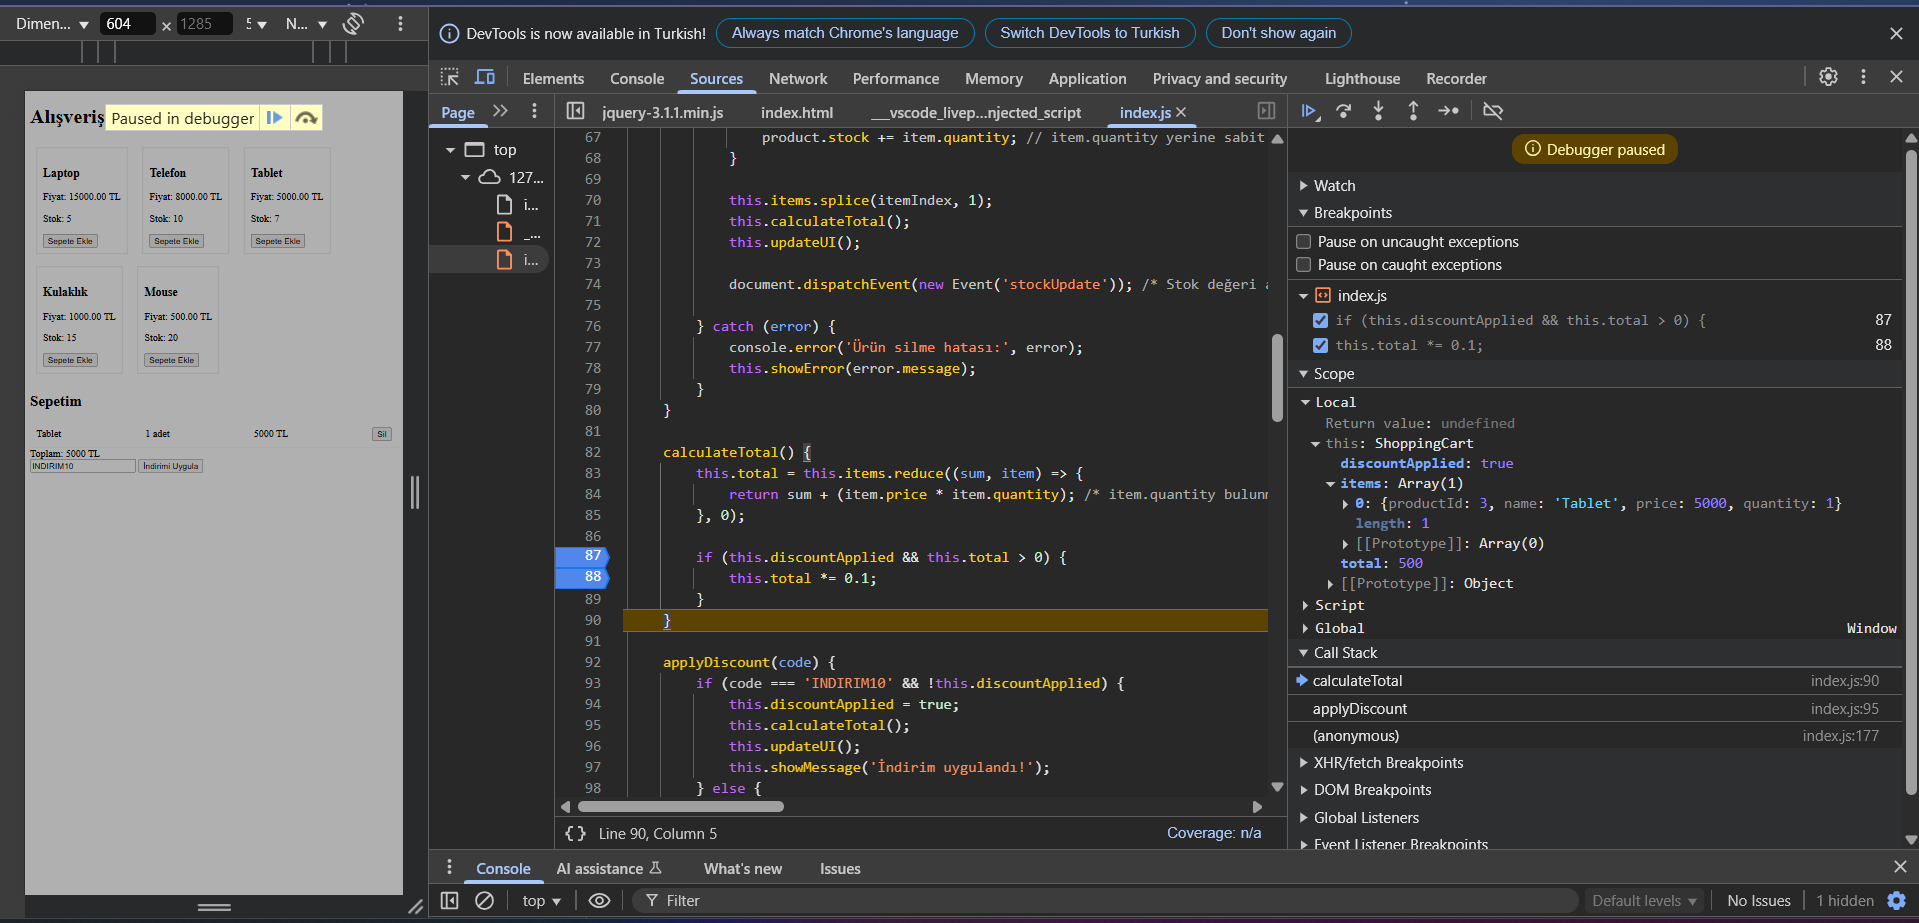 Dimen... 604 × 1285 5 N...
DevTools is now available in Turkish! Always match Chrome's language Switch DevTools to Turkish Don't show again
Elements Console Sources Network Performance Memory Application Privacy and security Lighthouse Recorder
Alışveriş
Paused in debugger
Laptop
Fiyat: 15000.00 TL
Stok: 5
Sepete Ekle
Telefon
Fiyat: 8000.00 TL
Stok: 10
Sepete Ekle
Tablet
Fiyat: 5000.00 TL
Stok: 7
Sepete Ekle
Kulaklık
Fiyat: 1000.00 TL
Stok: 15
Sepete Ekle
Mouse
Fiyat: 500.00 TL
Stok: 20
Sepete Ekle
Sepetim
Tablet 1 adet 5000 TL Sil
Toplam: 5000 TL
INDIRIM10 İndirimi Uygula
Page
top
127...
i...
_...
i...
jquery-3.1.1.min.js index.html __vscode_livep...njected_script index.js
67 product.stock += item.quantity; // item.quantity yerine sabit
68 }
69
70 this.items.splice(itemIndex, 1);
71 this.calculateTotal();
72 this.updateUI();
73
74 document.dispatchEvent(new Event('stockUpdate')); /* Stok değeri a
75
76 } catch (error) {
77 console.error('Ürün silme hatası:', error);
78 this.showError(error.message);
79 }
80 }
81
82 calculateTotal() {
83 this.total = this.items.reduce((sum, item) => {
84 return sum + (item.price * item.quantity); /* item.quantity bulunm
85 }, 0);
86
87 if (this.discountApplied && this.total > 0) {
88 this.total *= 0.1;
89 }
90 }
91
92 applyDiscount(code) {
93 if (code === 'INDIRIM10' && !this.discountApplied) {
94 this.discountApplied = true;
95 this.calculateTotal();
96 this.updateUI();
97 this.showMessage('İndirim uygulandı!');
98 } else {
{ } Line 90, Column 5 Coverage: n/a
Debugger paused
Watch
Breakpoints
Pause on uncaught exceptions
Pause on caught exceptions
index.js
if (this.discountApplied && this.total > 0) { 87
this.total *= 0.1; 88
Scope
Local
Return value: undefined
this: ShoppingCart
discountApplied: true
items: Array(1)
0: {productId: 3, name: 'Tablet', price: 5000, quantity: 1}
length: 1
[[Prototype]]: Array(0)
total: 500
[[Prototype]]: Object
Script
Global Window
Call Stack
calculateTotal index.js:90
applyDiscount index.js:95
(anonymous) index.js:177
XHR/fetch Breakpoints
DOM Breakpoints
Global Listeners
Event Listener Breakpoints
Console AI assistance What's new Issues
top Filter Default levels No Issues 1 hidden